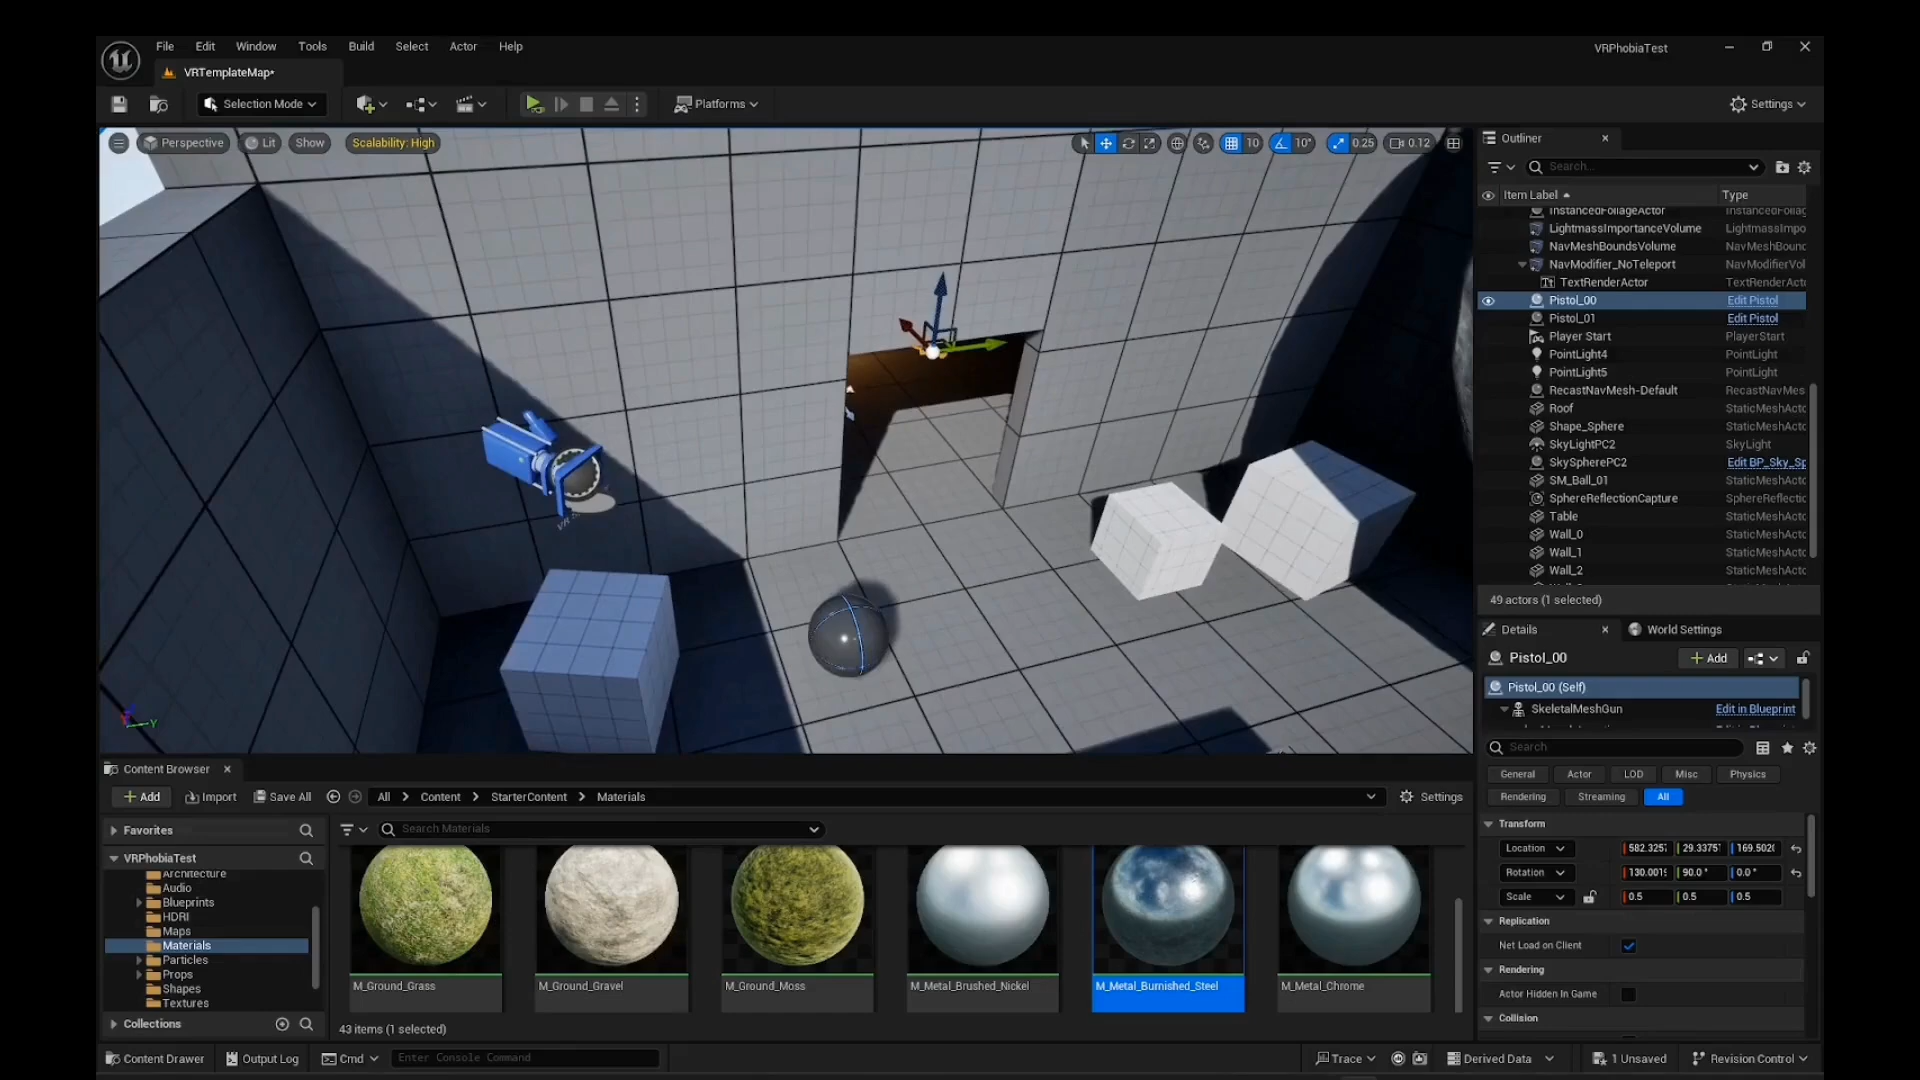 File Edit Window Tools Build Select Actor Help
VRPhobiaTest
VRTemplateMap*
Selection Mode
Platforms
Settings
Perspective Lit Show Scalability: High
10 10° 0.25 0.12
Outliner
Search...
Item Label Type
InstancedFoliageActor InstancedFoliag
LightmassImportanceVolume LightmassImpo
NavMeshBoundsVolume NavMeshBound
NavModifier_NoTeleport NavModifierVol
TextRenderActor TextRenderActo
Pistol_00 Edit Pistol
Pistol_01 Edit Pistol
Player Start PlayerStart
PointLight4 PointLight
PointLight5 PointLight
RecastNavMesh-Default RecastNavMes
Roof StaticMeshActo
Shape_Sphere StaticMeshActo
SkyLightPC2 SkyLight
SkySpherePC2 Edit BP_Sky_Sp
SM_Ball_01 StaticMeshActo
SphereReflectionCapture SphereReflectio
Table StaticMeshActo
Wall_0 StaticMeshActo
Wall_1 StaticMeshActo
Wall_2 StaticMeshActo
49 actors (1 selected)
Details World Settings
Pistol_00 + Add
Pistol_00 (Self)
SkeletalMeshGun Edit in Blueprint
Search
General Actor LOD Misc Physics
Rendering Streaming All
Transform
Location 582.3257 29.3375 169.502
Rotation 130.001 90.0° 0.0°
Scale 0.5 0.5 0.5
Replication
Net Load on Client
Rendering
Actor Hidden In Game
Collision
Y
Content Browser
+ Add Import Save All All > Content > StarterContent > Materials Settings
Favorites
Search Materials
VRPhobiaTest
Architecture
Audio
Blueprints
HDRI
Maps
Materials
Particles
Props
Shapes
Textures
Collections
M_Ground_Grass M_Ground_Gravel M_Ground_Moss M_Metal_Brushed_Nickel M_Metal_Burnished_Steel M_Metal_Chrome
43 items (1 selected)
Content Drawer Output Log Cmd Enter Console Command Trace Derived Data 1 Unsaved Revision Control